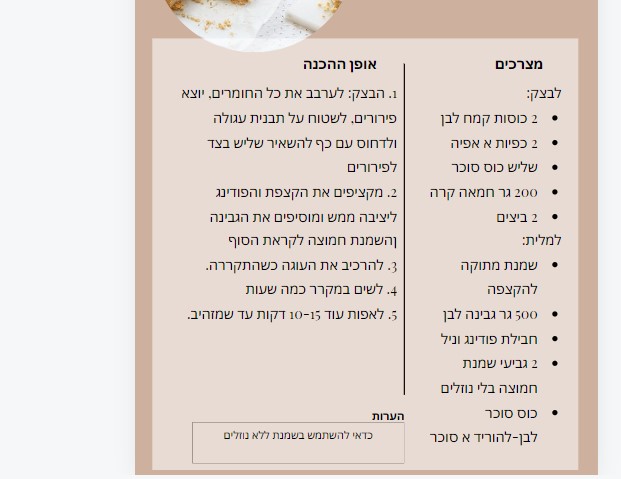 מצרכים
לבצק:
2 כוסות קמח לבן
2 כפיות א אפיה
שליש כוס סוכר
200 גר חמאה קרה
2 ביצים
למלית:
שמנת מתוקה
להקצפה
500 גר גבינה לבן
חבילת פודינג וניל
2 גביעי שמנת
חמוצה בלי נוזלים
כוס סוכר
לבן-להוריד א סוכר
אופן ההכנה
1. הבצק: לערבב את כל החומרים, יוצא
פירורים, לשטוח על תבנית עגולה
ולדחוס עם כף להשאיר שליש בצד
לפירורים
2. מקציפים את הקצפת והפודינג
ליציבה ממש ומוסיפים את הגבינה
והשמנת חמוצה לקראת הסוף
3. להרכיב את העוגה כשהתקררה.
4. לשים במקרר כמה שעות
5. לאפות עוד 10-15 דקות עד שמזהיב.
הערות
כדאי להשתמש בשמנת ללא נוזלים